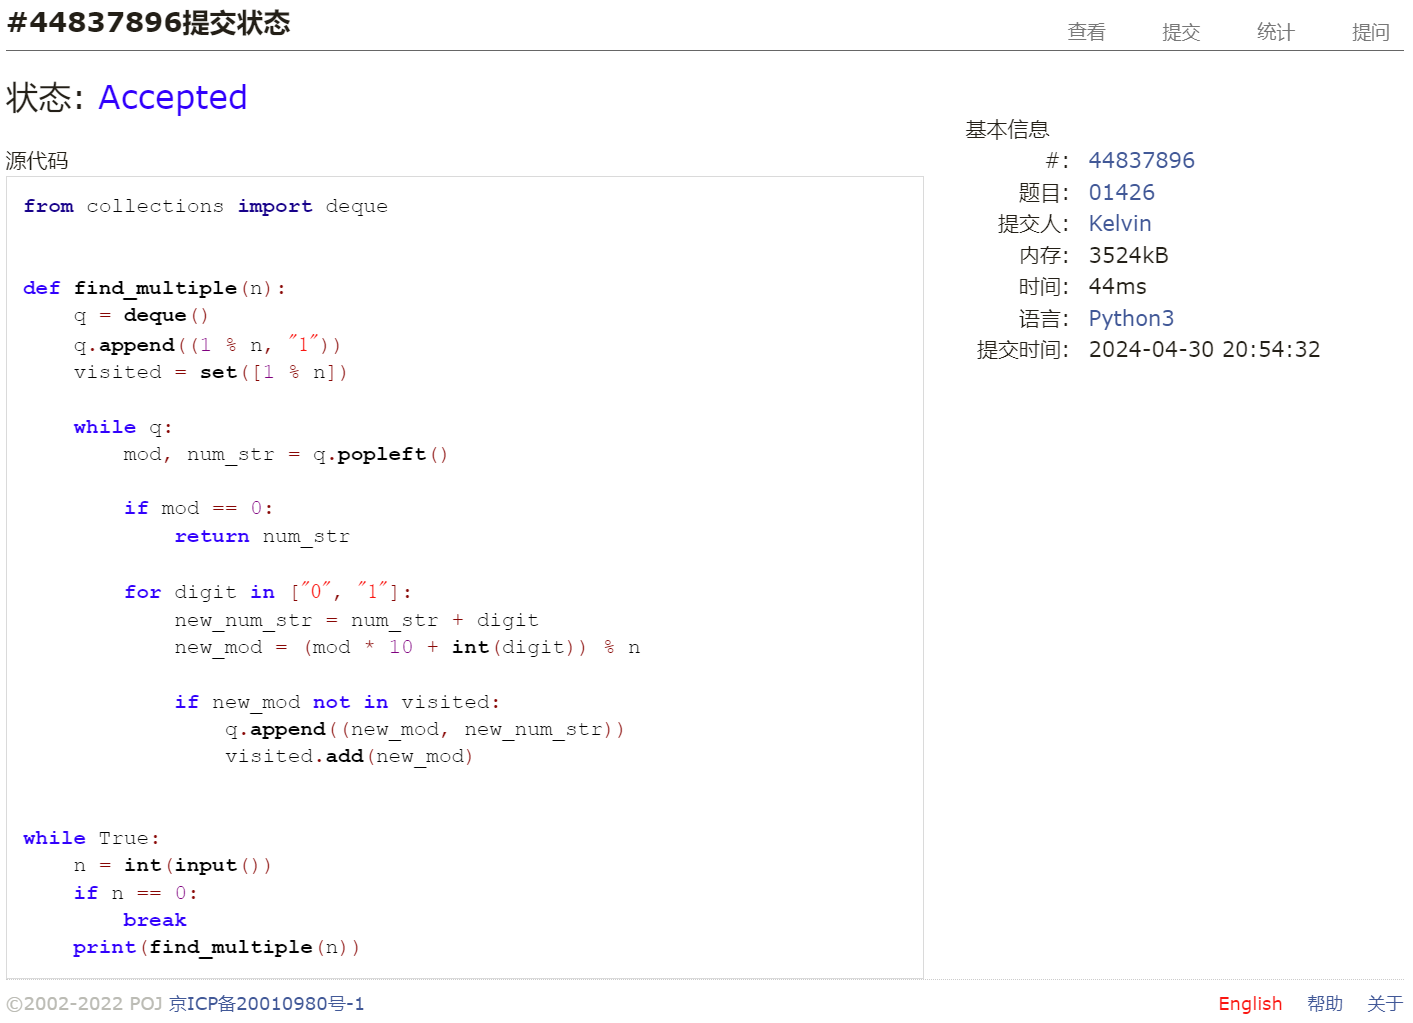 #44837896提交状态
查看 提交 统计 提问
状态: Accepted
源代码
from collections import deque
def find_multiple(n):
    q = deque()
    q.append((1 % n, "1"))
    visited = set([1 % n])
    while q:
        mod, num_str = q.popleft()
        if mod == 0:
            return num_str
        for digit in ["0", "1"]:
            new_num_str = num_str + digit
            new_mod = (mod * 10 + int(digit)) % n
            if new_mod not in visited:
                q.append((new_mod, new_num_str))
                visited.add(new_mod)
while True:
    n = int(input())
    if n == 0:
        break
    print(find_multiple(n))
基本信息
#: 44837896
题目: 01426
提交人: Kelvin
内存: 3524kB
时间: 44ms
语言: Python3
提交时间: 2024-04-30 20:54:32
©2002-2022 POJ 京ICP备20010980号-1
English 帮助 关于